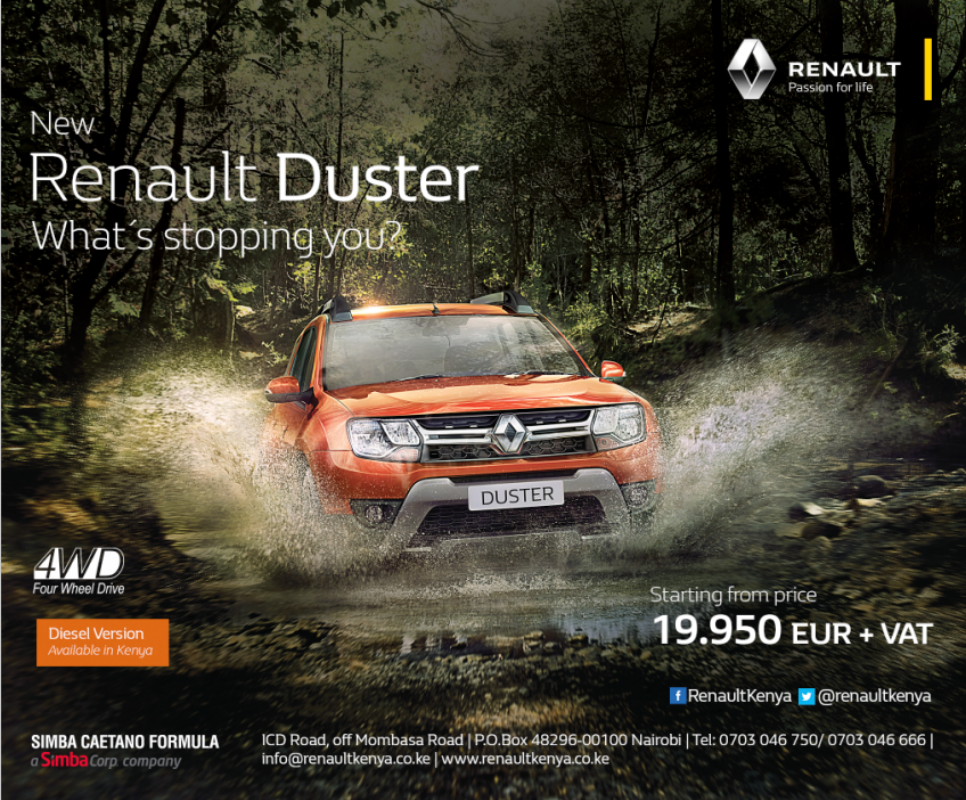 RENAULT
Passion for life
New
Renault Duster
What´s stopping you?
DUSTER
4WD
Four Wheel Drive
Diesel Version
Available in Kenya
Starting from price
19.950 EUR + VAT
RenaultKenya @renaultkenya
SIMBA CAETANO FORMULA
a SimbaCorp company
ICD Road, off Mombasa Road | P.O.Box 48296-00100 Nairobi | Tel: 0703 046 750/ 0703 046 666 |
info@renaultkenya.co.ke | www.renaultkenya.co.ke